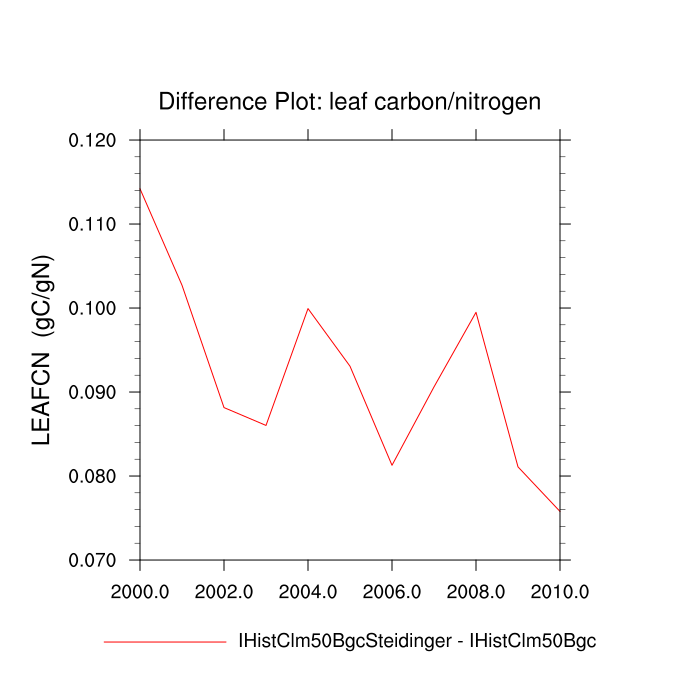 Difference Plot: leaf carbon/nitrogen
0.120
0.110
0.100
0.090
0.080
0.070
LEAFCN (gC/gN)
2000.0 2002.0 2004.0 2006.0 2008.0 2010.0
IHistClm50BgcSteidinger - IHistClm50Bgc